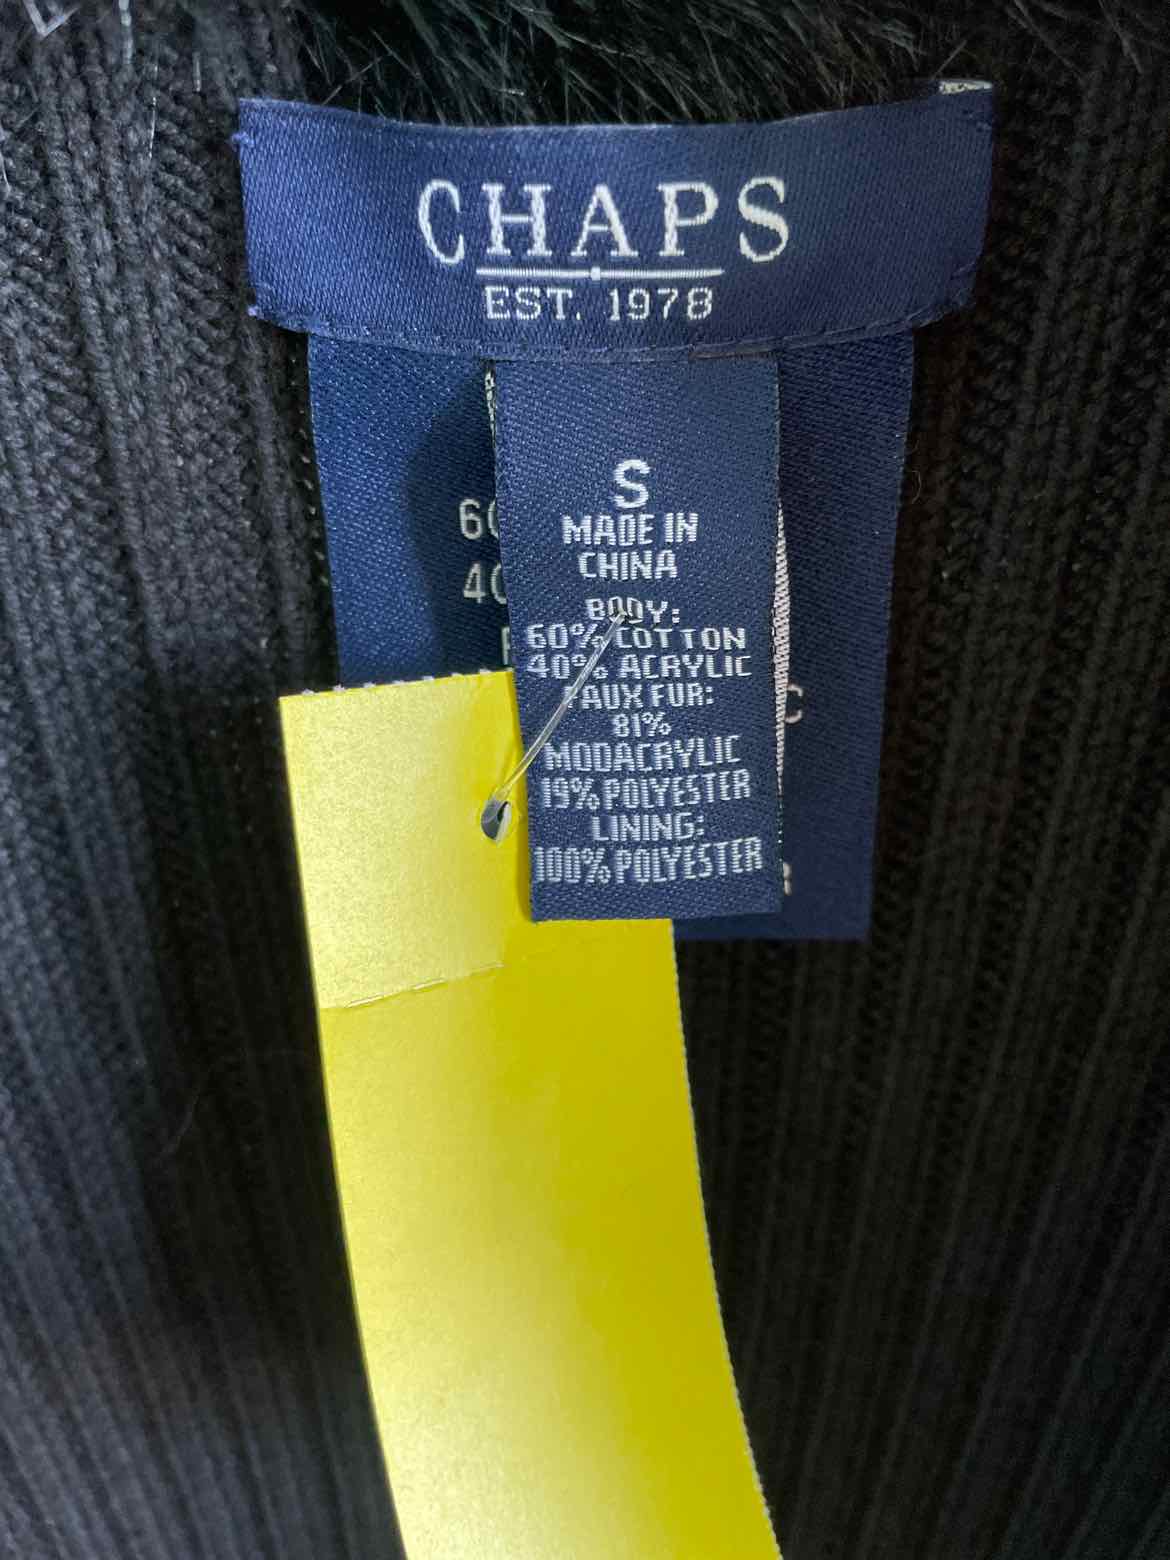 CHAPS
EST. 1978
S
MADE IN
CHINA
BODY:
60% COTTON
40% ACRYLIC
FAUX FUR:
81%
MODACRYLIC
19% POLYESTER
LINING:
100% POLYESTER